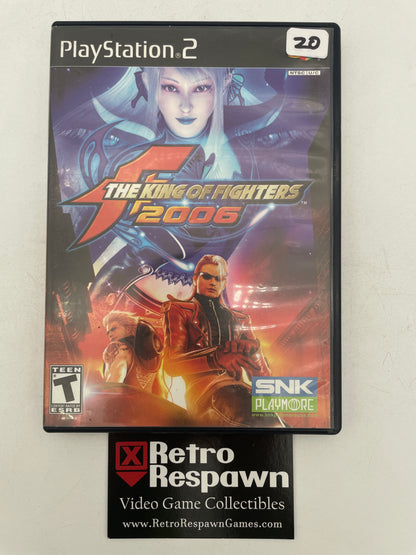 PlayStation®2
20
NTSC U/C
THE KING OF FIGHTERS™
2006
TEEN
T
ESRB
SNK
PLAYMORE
Retro
Respawn
Video Game Collectibles
www.RetroRespawnGames.com